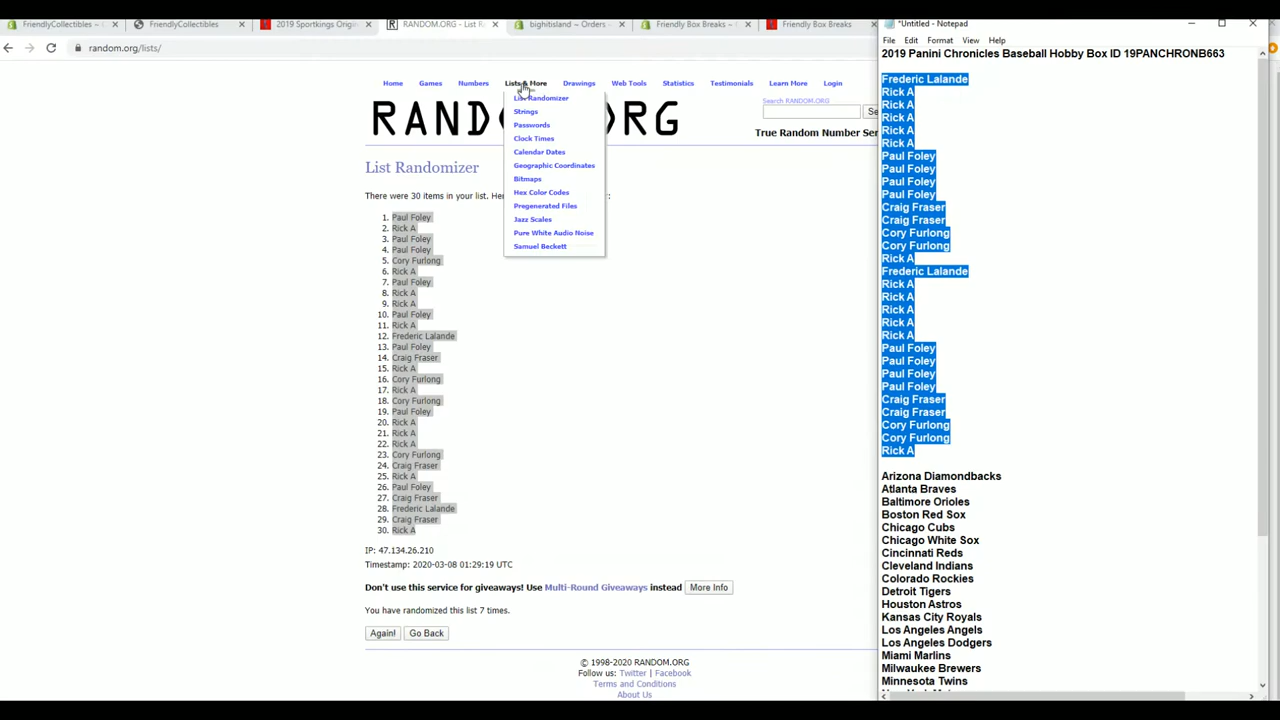 FriendlyCollectibles
FriendlyCollectibles
2019 Sportkings Origin
RANDOM.ORG - List R
bighitisland ~ Orders
Friendly Box Breaks ~
Friendly Box Breaks
random.org/lists/
Home Games Numbers Lists & More Drawings Web Tools Statistics Testimonials Learn More Login
List Randomizer
Strings
Passwords
Clock Times
Calendar Dates
Geographic Coordinates
Bitmaps
Hex Color Codes
Pregenerated Files
Jazz Scales
Pure White Audio Noise
Samuel Beckett
Search RANDOM.ORG
True Random Number Ser
List Randomizer
There were 30 items in your list.
1. Paul Foley
2. Rick A
3. Paul Foley
4. Paul Foley
5. Cory Furlong
6. Rick A
7. Paul Foley
8. Rick A
9. Rick A
10. Paul Foley
11. Rick A
12. Frederic Lalande
13. Paul Foley
14. Craig Fraser
15. Rick A
16. Cory Furlong
17. Rick A
18. Cory Furlong
19. Paul Foley
20. Rick A
21. Rick A
22. Rick A
23. Cory Furlong
24. Craig Fraser
25. Rick A
26. Paul Foley
27. Craig Fraser
28. Frederic Lalande
29. Craig Fraser
30. Rick A
IP: 47.134.26.210
Timestamp: 2020-03-08 01:29:19 UTC
Don't use this service for giveaways! Use Multi-Round Giveaways instead More Info
You have randomized this list 7 times.
Again! Go Back
© 1998-2020 RANDOM.ORG
Follow us: Twitter | Facebook
Terms and Conditions
About Us
*Untitled - Notepad
File Edit Format View Help
2019 Panini Chronicles Baseball Hobby Box ID 19PANCHRONB663
Frederic Lalande
Rick A
Rick A
Rick A
Rick A
Rick A
Paul Foley
Paul Foley
Paul Foley
Paul Foley
Craig Fraser
Craig Fraser
Cory Furlong
Cory Furlong
Rick A
Frederic Lalande
Rick A
Rick A
Rick A
Rick A
Rick A
Paul Foley
Paul Foley
Paul Foley
Paul Foley
Craig Fraser
Craig Fraser
Cory Furlong
Cory Furlong
Rick A
Arizona Diamondbacks
Atlanta Braves
Baltimore Orioles
Boston Red Sox
Chicago Cubs
Chicago White Sox
Cincinnati Reds
Cleveland Indians
Colorado Rockies
Detroit Tigers
Houston Astros
Kansas City Royals
Los Angeles Angels
Los Angeles Dodgers
Miami Marlins
Milwaukee Brewers
Minnesota Twins